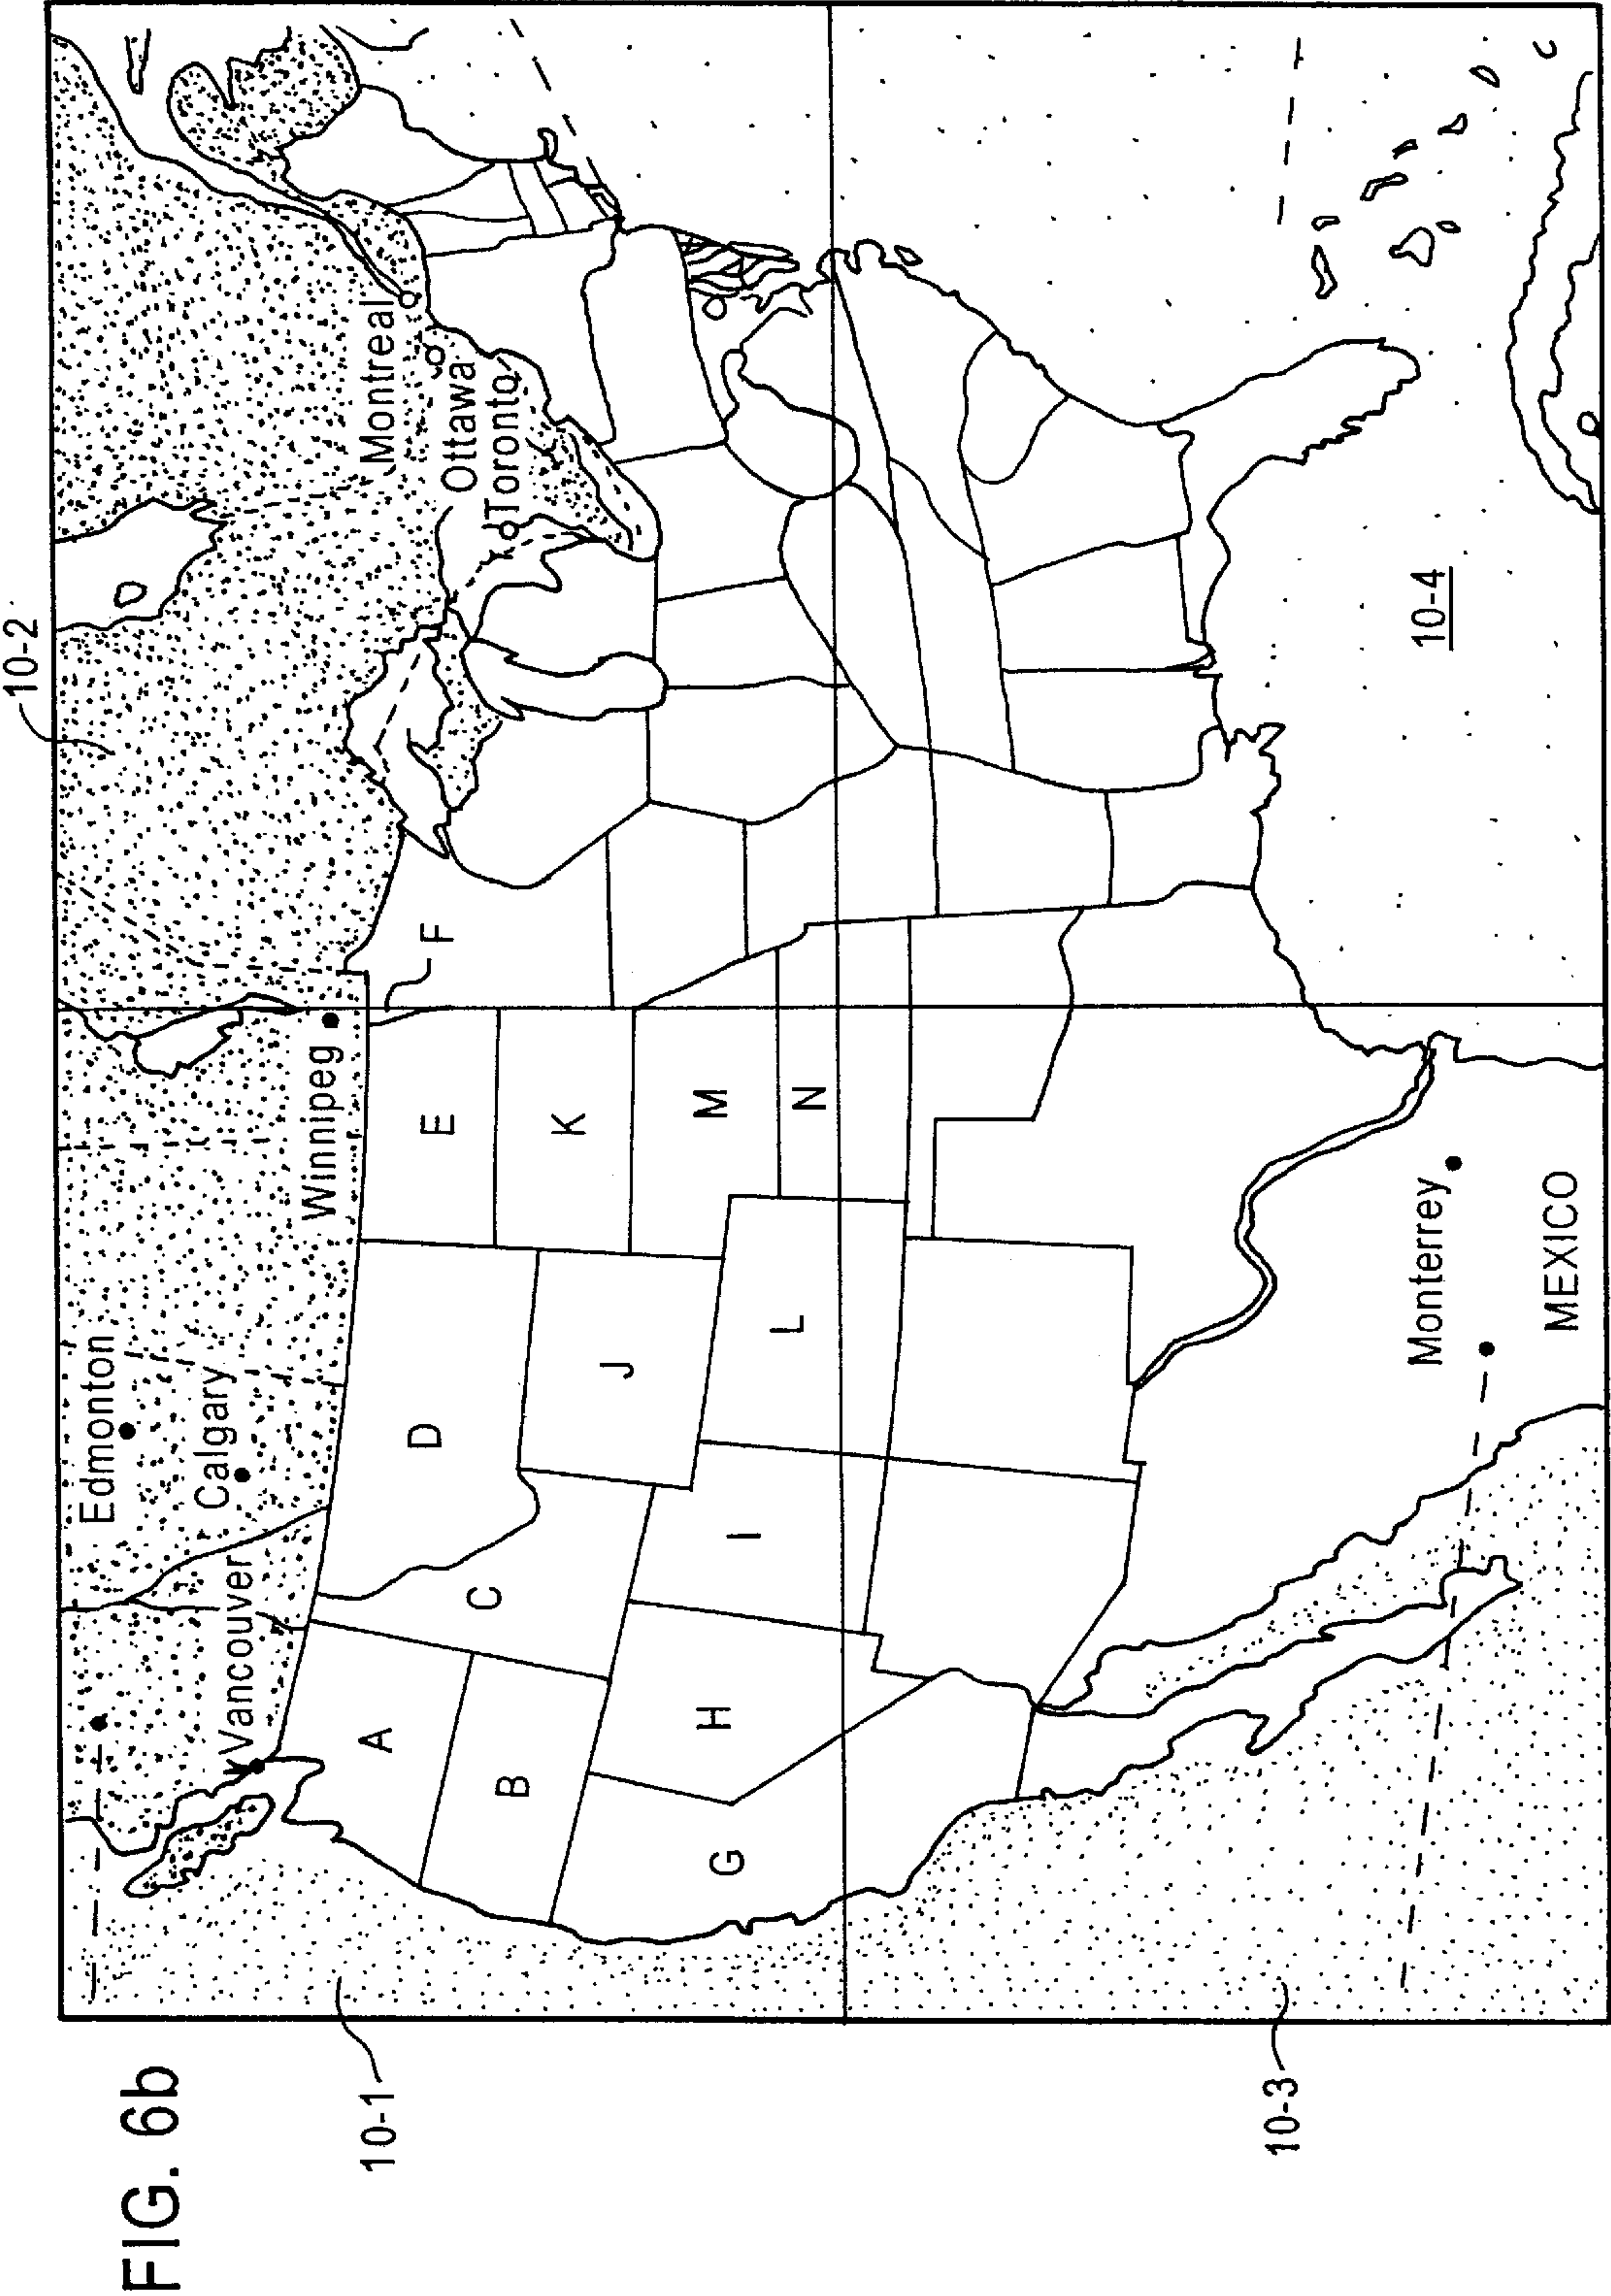 FIG. 6b
10-1
10-2
10-3
10-4
Edmonton
Calgary
Vancouver
Winnipeg
Montreal
Ottawa
Toronto
A
B
C
D
E
F
G
H
I
J
K
L
M
N
Monterrey
MEXICO